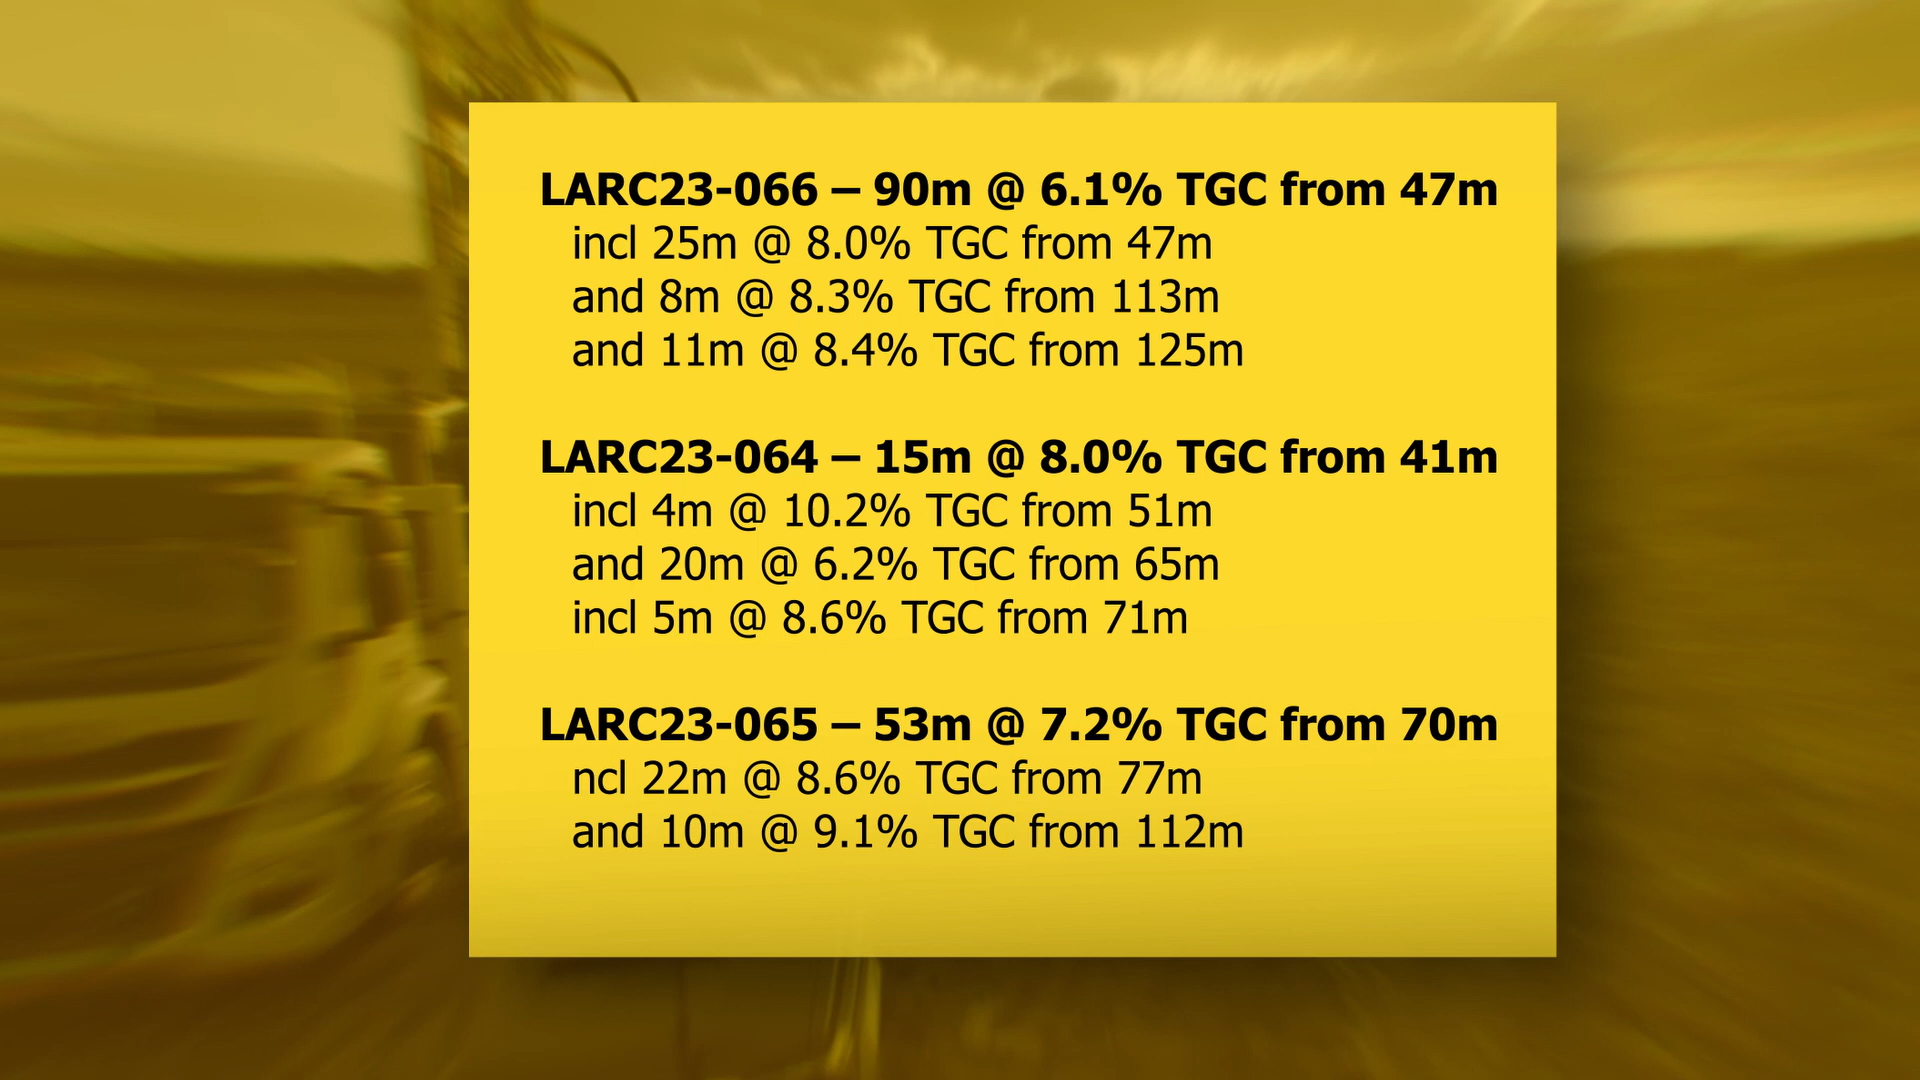 LARC23-066 – 90m @ 6.1% TGC from 47m
incl 25m @ 8.0% TGC from 47m
and 8m @ 8.3% TGC from 113m
and 11m @ 8.4% TGC from 125m
LARC23-064 – 15m @ 8.0% TGC from 41m
incl 4m @ 10.2% TGC from 51m
and 20m @ 6.2% TGC from 65m
incl 5m @ 8.6% TGC from 71m
LARC23-065 – 53m @ 7.2% TGC from 70m
ncl 22m @ 8.6% TGC from 77m
and 10m @ 9.1% TGC from 112m